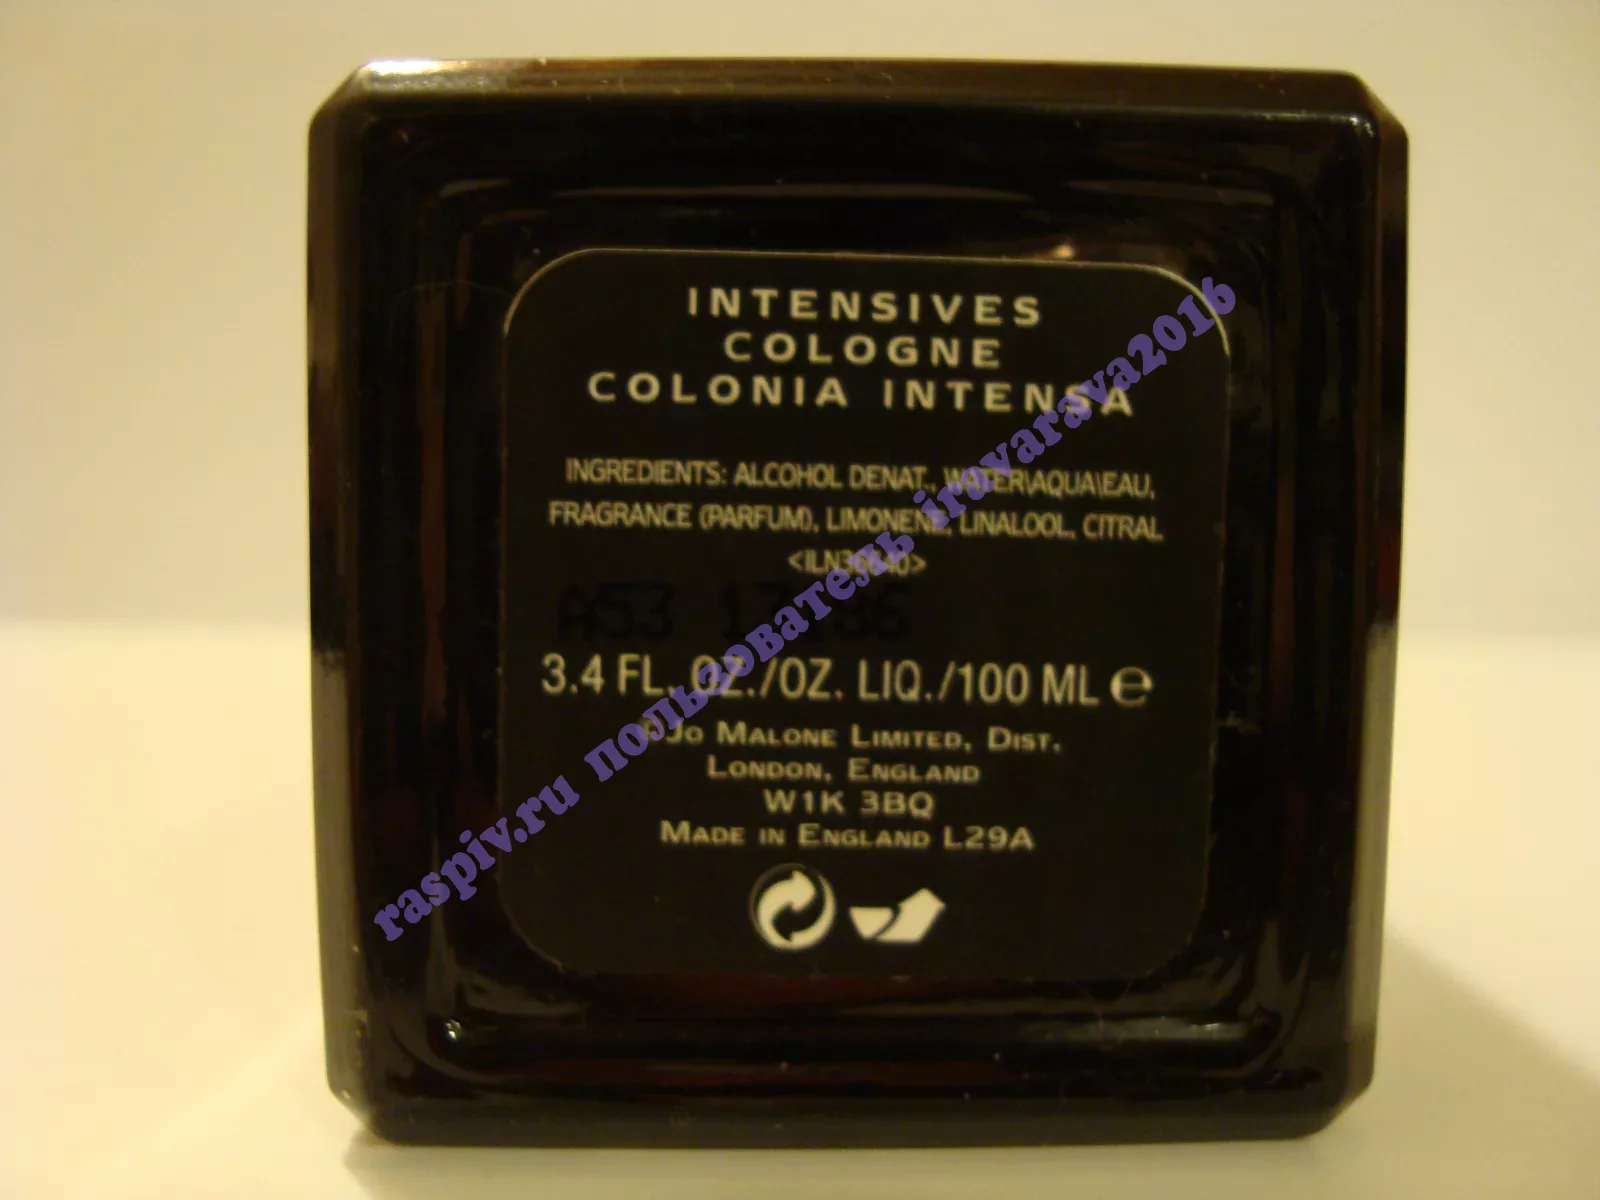 INTENSIVES
COLOGNE
COLONIA INTENSA
INGREDIENTS: ALCOHOL DENAT., WATER\AQUA\EAU,
FRAGRANCE (PARFUM), LIMONENE, LINALOOL, CITRAL
A53
3.4 FL. OZ./OZ. LIQ./100 ML e
Jo Malone Limited, Dist.
London, England
W1K 3BQ
Made in England L29A
raspiv.ru пользователь iravarava2016